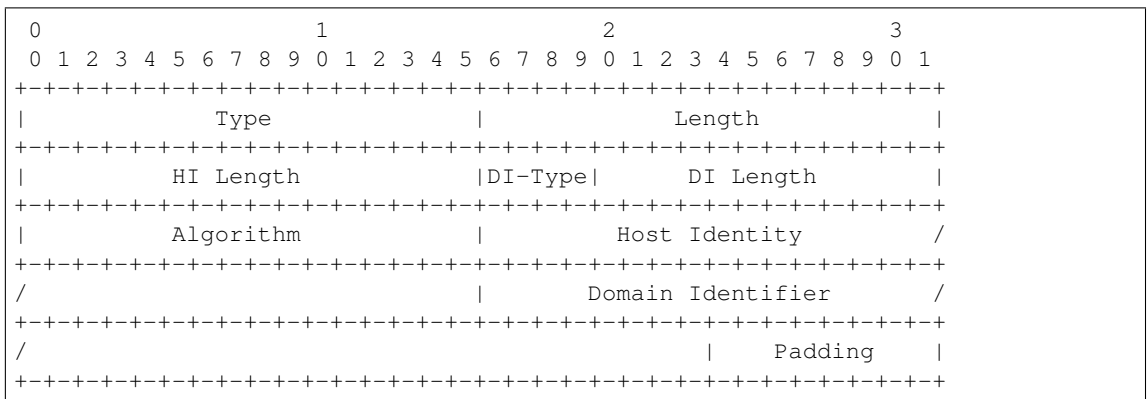 0                   1                   2                   3
 0 1 2 3 4 5 6 7 8 9 0 1 2 3 4 5 6 7 8 9 0 1 2 3 4 5 6 7 8 9 0 1
+-+-+-+-+-+-+-+-+-+-+-+-+-+-+-+-+-+-+-+-+-+-+-+-+-+-+-+-+-+-+-+-+
|             Type              |             Length            |
+-+-+-+-+-+-+-+-+-+-+-+-+-+-+-+-+-+-+-+-+-+-+-+-+-+-+-+-+-+-+-+-+
|          HI Length            |DI-Type|      DI Length        |
+-+-+-+-+-+-+-+-+-+-+-+-+-+-+-+-+-+-+-+-+-+-+-+-+-+-+-+-+-+-+-+-+
|          Algorithm            |         Host Identity         /
+-+-+-+-+-+-+-+-+-+-+-+-+-+-+-+-+-+-+-+-+-+-+-+-+-+-+-+-+-+-+-+-+
/                               |       Domain Identifier       /
+-+-+-+-+-+-+-+-+-+-+-+-+-+-+-+-+-+-+-+-+-+-+-+-+-+-+-+-+-+-+-+-+
/                                               |    Padding    |
+-+-+-+-+-+-+-+-+-+-+-+-+-+-+-+-+-+-+-+-+-+-+-+-+-+-+-+-+-+-+-+-+